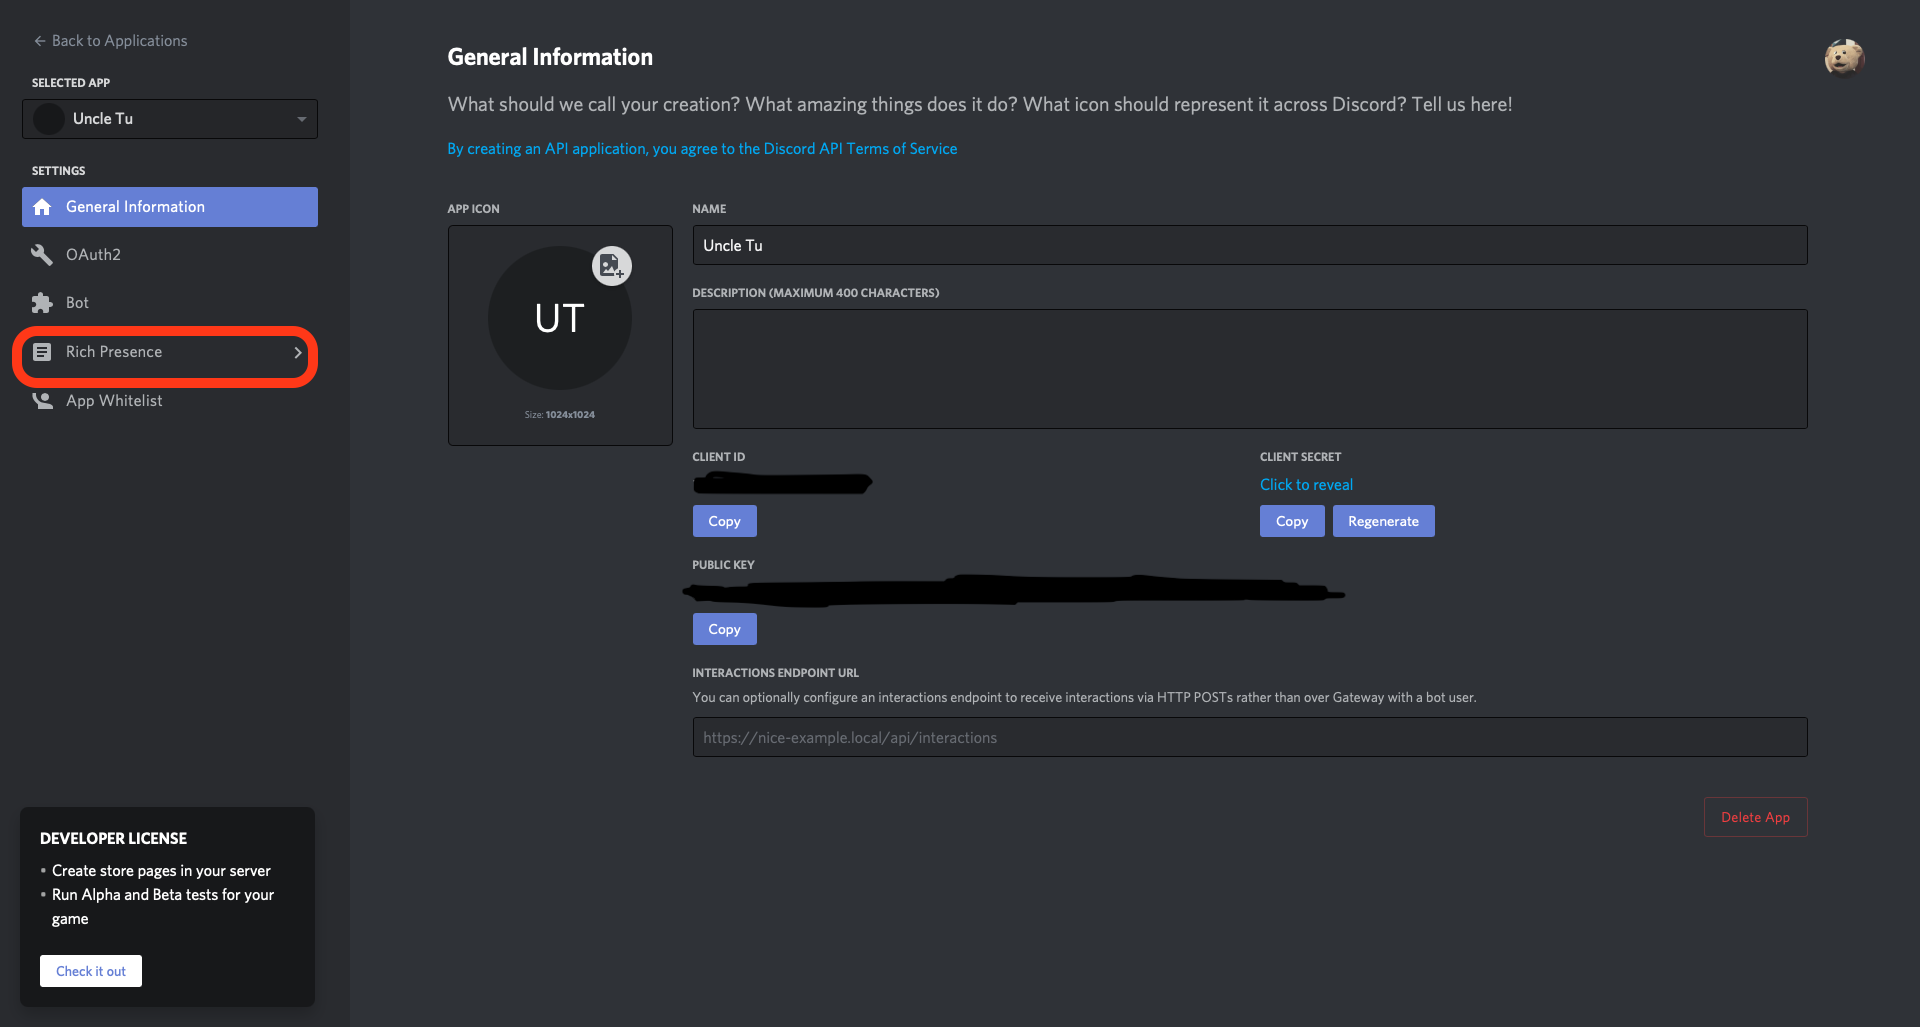 Back to Applications
SELECTED APP
Uncle Tu
SETTINGS
General Information
OAuth2
Bot
Rich Presence
App Whitelist
DEVELOPER LICENSE
• Create store pages in your server
• Run Alpha and Beta tests for your
game
Check it out
General Information
What should we call your creation? What amazing things does it do? What icon should represent it across Discord? Tell us here!
By creating an API application, you agree to the Discord API Terms of Service
APP ICON
UT
Size: 1024x1024
NAME
Uncle Tu
DESCRIPTION (MAXIMUM 400 CHARACTERS)
CLIENT ID
Copy
CLIENT SECRET
Click to reveal
Copy Regenerate
PUBLIC KEY
Copy
INTERACTIONS ENDPOINT URL
You can optionally configure an interactions endpoint to receive interactions via HTTP POSTs rather than over Gateway with a bot user.
https://nice-example.local/api/interactions
Delete App